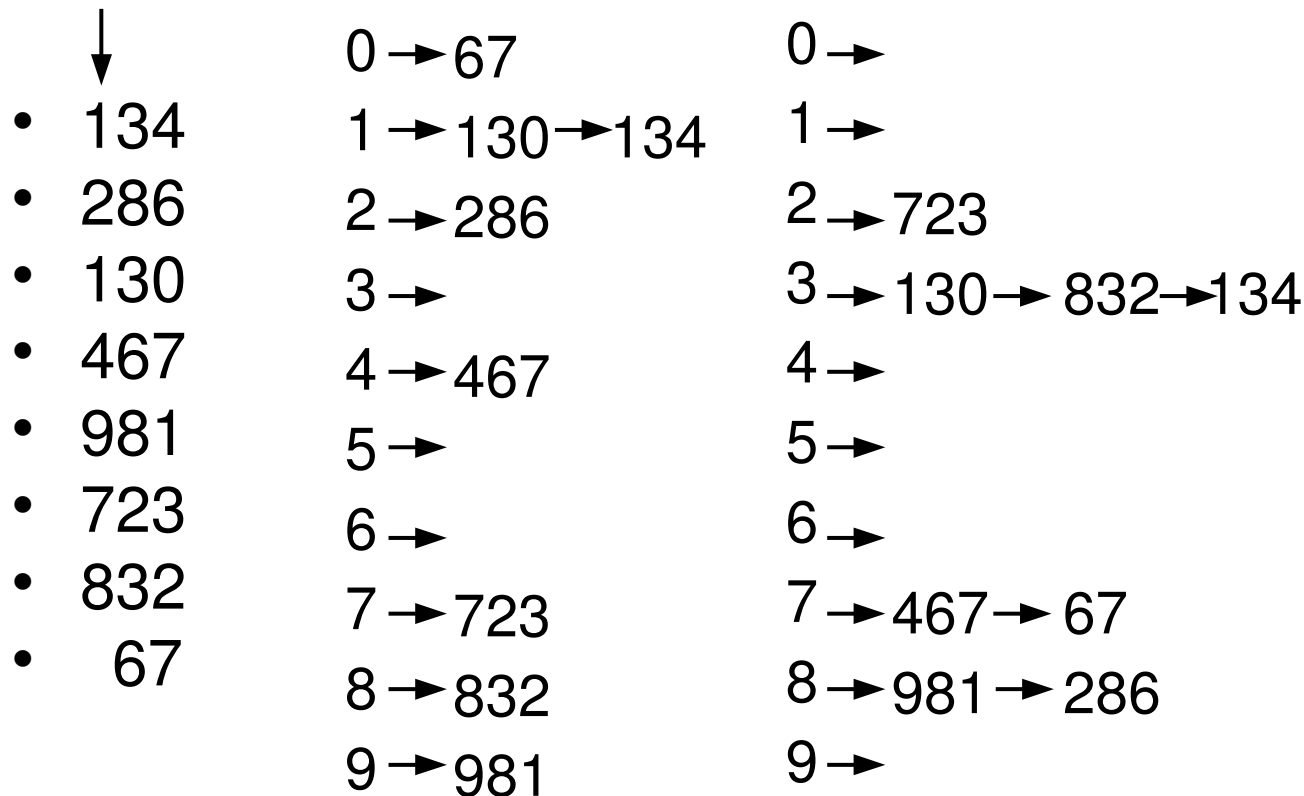 • 134
• 286
• 130
• 467
• 981
• 723
• 832
• 67
0 → 67
1 → 130 → 134
2 → 286
3 →
4 → 467
5 →
6 →
7 → 723
8 → 832
9 → 981
0 →
1 →
2 → 723
3 → 130 → 832 → 134
4 →
5 →
6 →
7 → 467 → 67
8 → 981 → 286
9 →